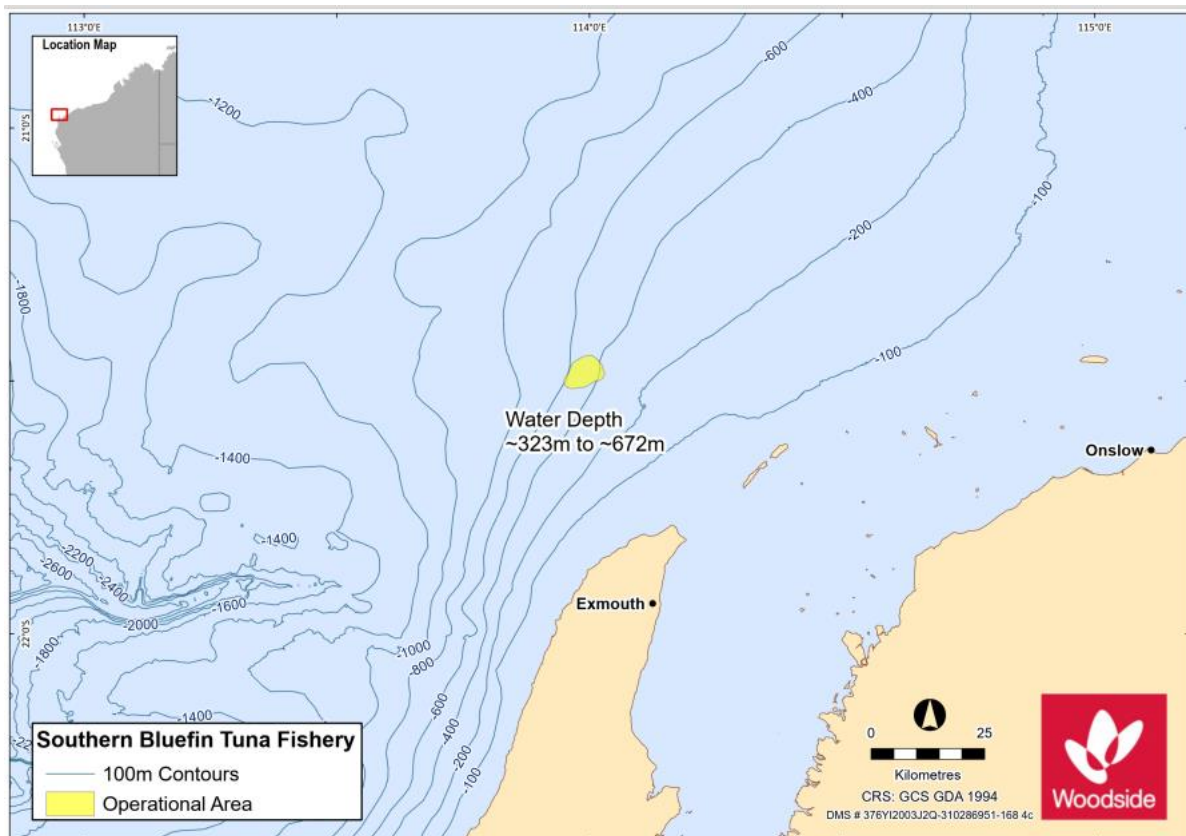 113°0'E
114°0'E
115°0'E
Location Map
21°0'S
-1200
-600
-400
-100
-200
-1800
-100
Water Depth
~323m to ~672m
-1400
Onslow
-1400
-2200
-2600
-2400
-1600
-2000
Exmouth
22°0'S
-1800
-1000
-800
-600
-1400
-400
-200
-100
Southern Bluefin Tuna Fishery
100m Contours
Operational Area
0 25
Kilometres
CRS: GCS GDA 1994
DMS # 376YI2003J2Q-310286951-168 4c
Woodside